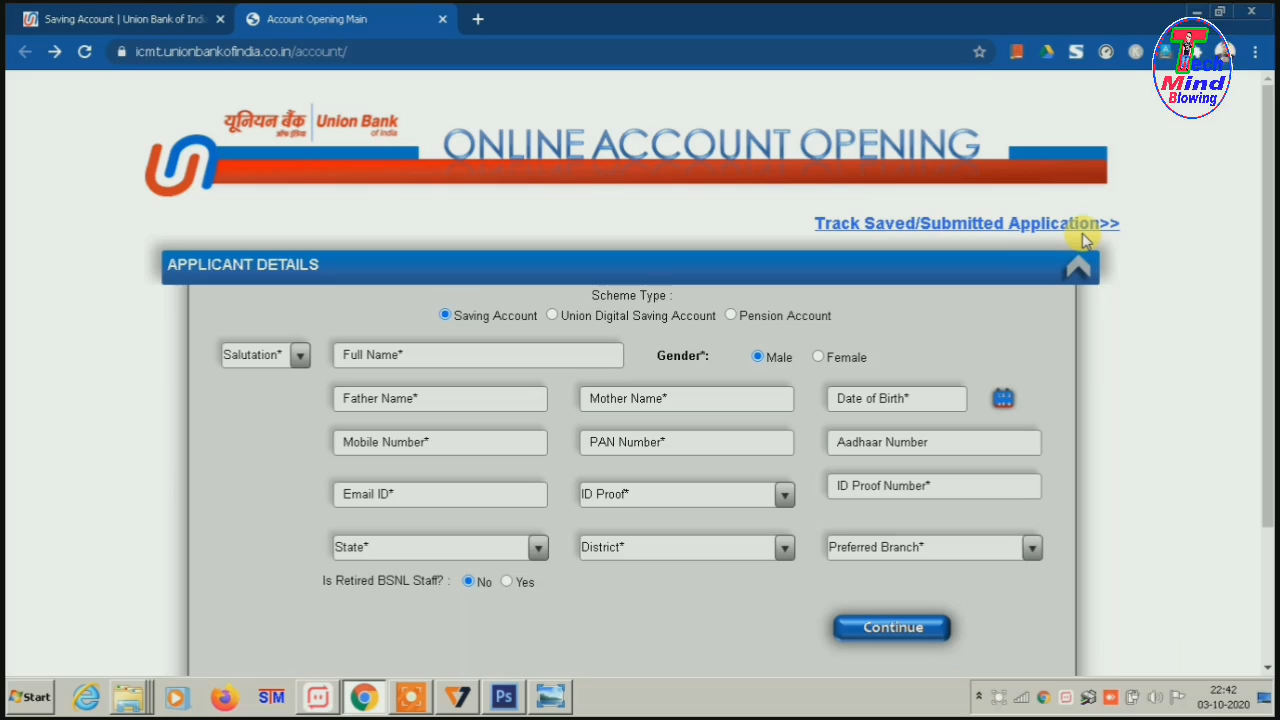 Saving Account | Union Bank of Indi
Account Opening Main
icmt.unionbankofindia.co.in/account/
Tech
Mind
Blowing
यूनियन बैंक
ऑफ इंडिया
Union Bank
of India
ONLINE ACCOUNT OPENING
Track Saved/Submitted Application>>
APPLICANT DETAILS
Scheme Type :
Saving Account Union Digital Saving Account Pension Account
Salutation* Full Name* Gender*: Male Female
Father Name* Mother Name* Date of Birth*
Mobile Number* PAN Number* Aadhaar Number
Email ID* ID Proof* ID Proof Number*
State* District* Preferred Branch*
Is Retired BSNL Staff? : No Yes
Continue
Start STM Ps 22:42
03-10-2020